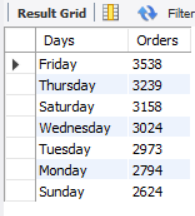 Result Grid Filter
Days Orders
Friday 3538
Thursday 3239
Saturday 3158
Wednesday 3024
Tuesday 2973
Monday 2794
Sunday 2624